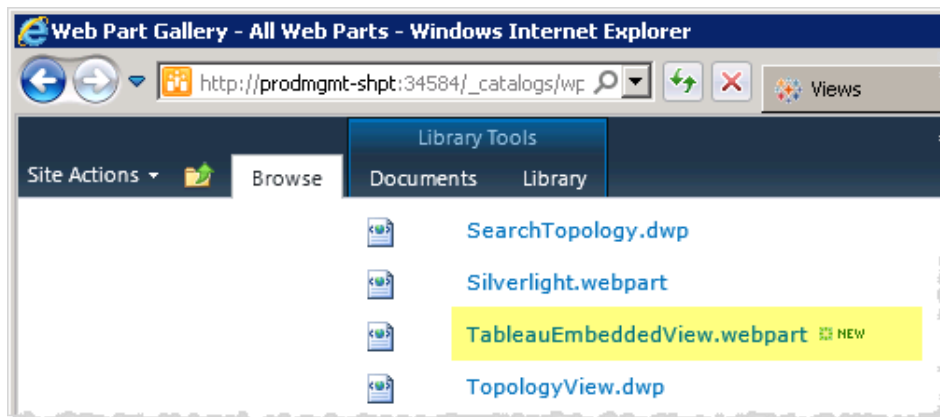 Web Part Gallery - All Web Parts - Windows Internet Explorer
http://prodmgmt-shpt:34584/_catalogs/wp
Views
Library Tools
Site Actions
Browse
Documents
Library
SearchTopology.dwp
Silverlight.webpart
TableauEmbeddedView.webpart NEW
TopologyView.dwp